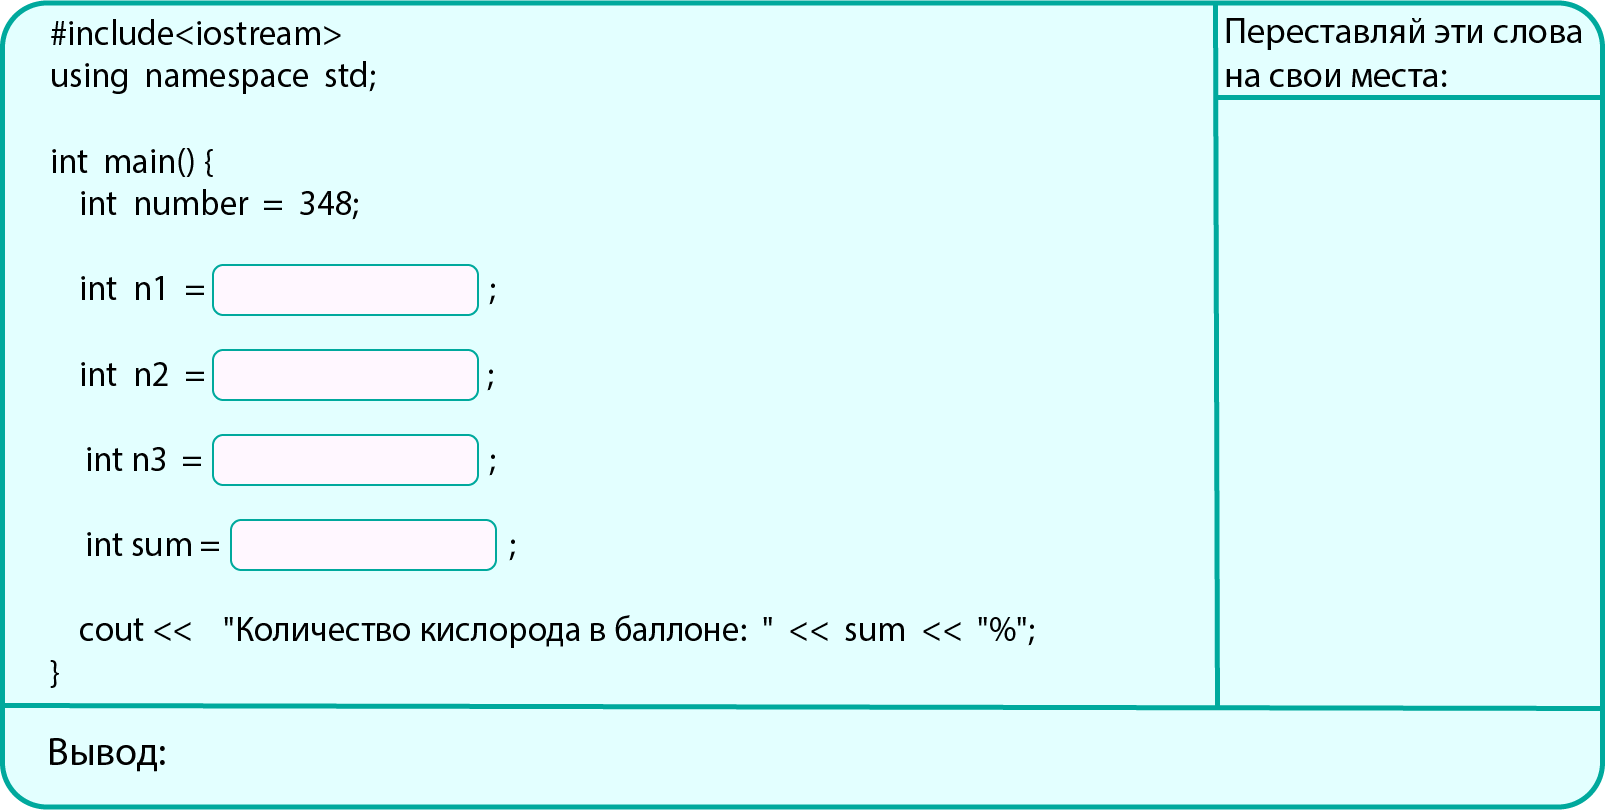 #include<iostream>
using namespace std;
int main() {
int number = 348;
int n1 = ;
int n2 = ;
int n3 = ;
int sum = ;
cout << "Количество кислорода в баллоне: " << sum << "%";
}
Переставляй эти слова
на свои места:
Вывод: